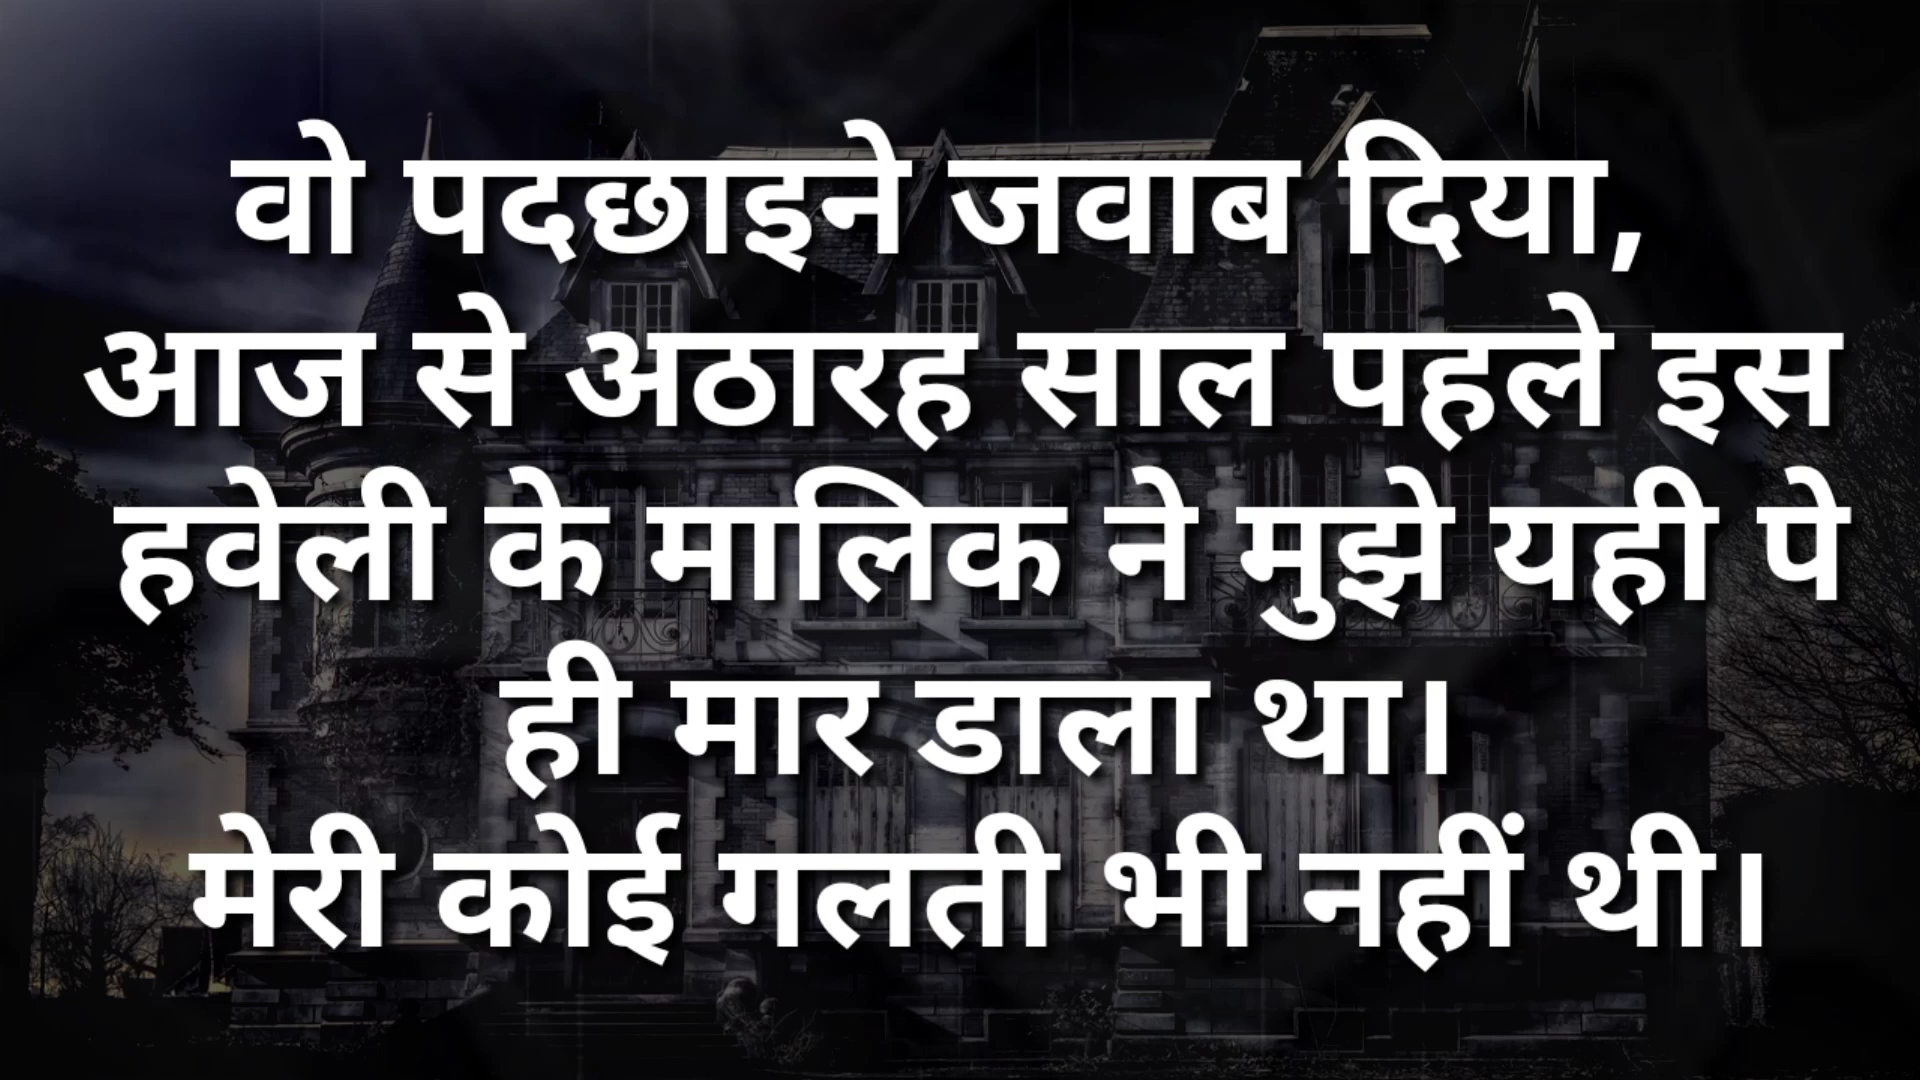 वो पदछाइने जवाब दिया,
आज से अठारह साल पहले इस
हवेली के मालिक ने मुझे यही पे
ही मार डाला था।
मेरी कोई गलती भी नहीं थी।